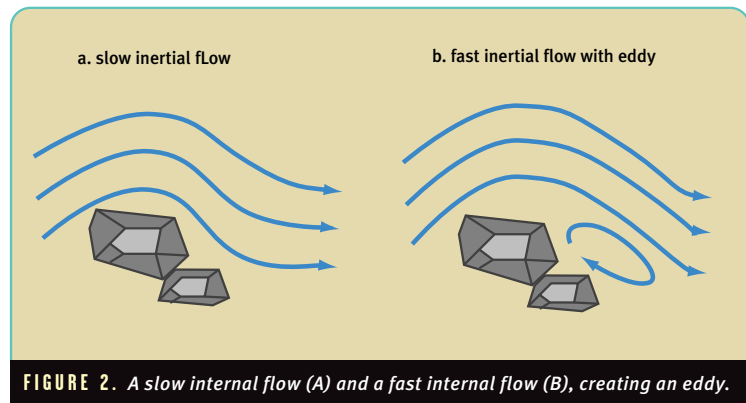 a. slow inertial fLow
b. fast inertial flow with eddy
FIGURE 2. A slow internal flow (A) and a fast internal flow (B), creating an eddy.